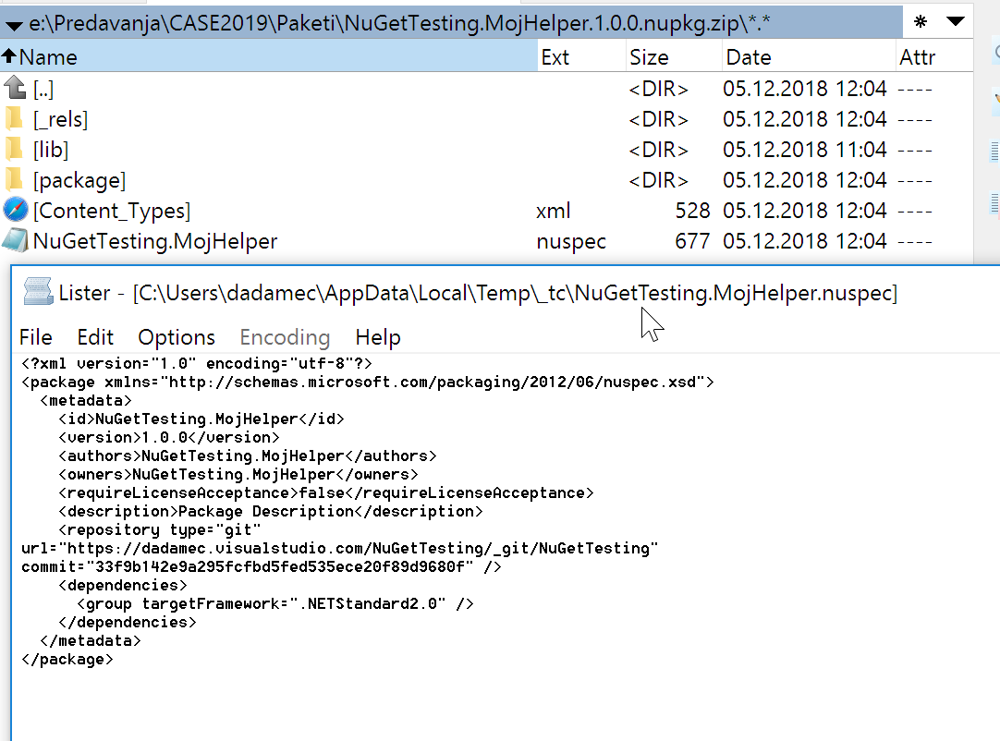 e:\Predavanja\CASE2019\Paketi\NuGetTesting.MojHelper.1.0.0.nupkg.zip\*.* *
Name Ext Size Date Attr
[..] <DIR> 05.12.2018 12:04 ----
[_rels] <DIR> 05.12.2018 12:04 ----
[lib] <DIR> 05.12.2018 11:04 ----
[package] <DIR> 05.12.2018 12:04 ----
[Content_Types] xml 528 05.12.2018 12:04 ----
NuGetTesting.MojHelper nuspec 677 05.12.2018 12:04 ----
Lister - [C:\Users\dadamec\AppData\Local\Temp\_tc\NuGetTesting.MojHelper.nuspec]
File Edit Options Encoding Help
<?xml version="1.0" encoding="utf-8"?>
<package xmlns="http://schemas.microsoft.com/packaging/2012/06/nuspec.xsd">
  <metadata>
    <id>NuGetTesting.MojHelper</id>
    <version>1.0.0</version>
    <authors>NuGetTesting.MojHelper</authors>
    <owners>NuGetTesting.MojHelper</owners>
    <requireLicenseAcceptance>false</requireLicenseAcceptance>
    <description>Package Description</description>
    <repository type="git"
url="https://dadamec.visualstudio.com/NuGetTesting/_git/NuGetTesting"
commit="33f9b142e9a295fcfbd5fed535ece20f89d9680f" />
    <dependencies>
      <group targetFramework=".NETStandard2.0" />
    </dependencies>
  </metadata>
</package>